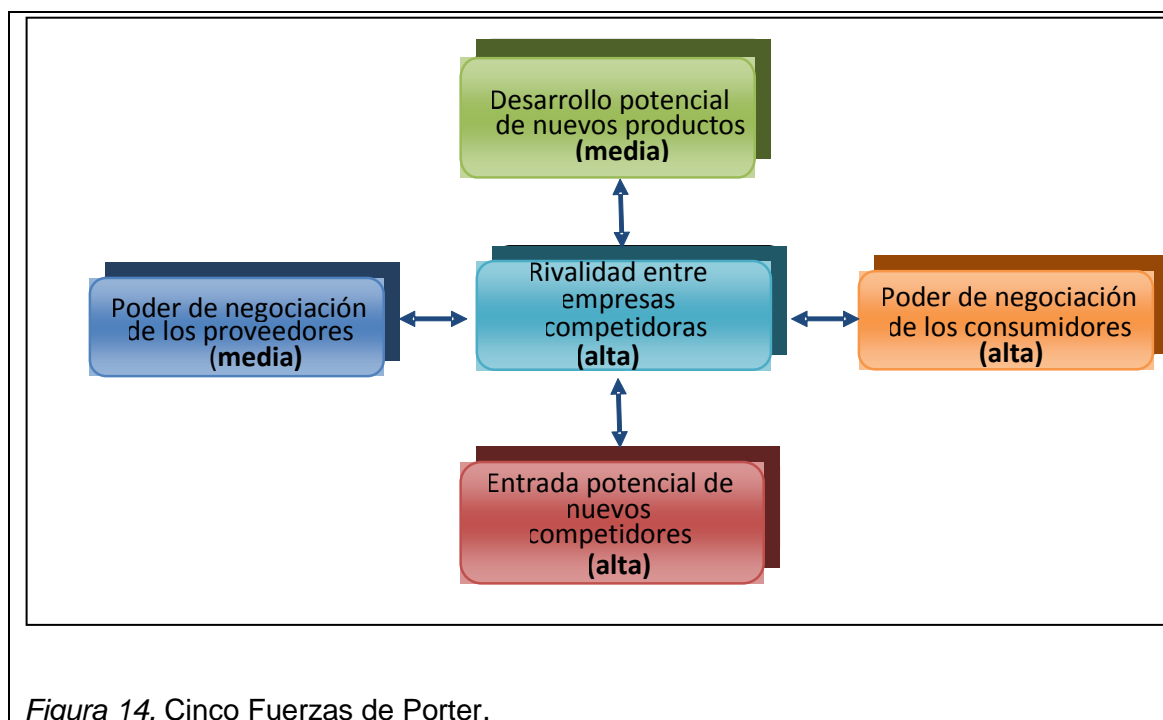 Desarrollo potencial
de nuevos productos
(media)
Poder de negociación
de los proveedores
(media)
Rivalidad entre
empresas
competidoras
(alta)
Poder de negociación
de los consumidores
(alta)
Entrada potencial de
nuevos
competidores
(alta)
Figura 14. Cinco Fuerzas de Porter.